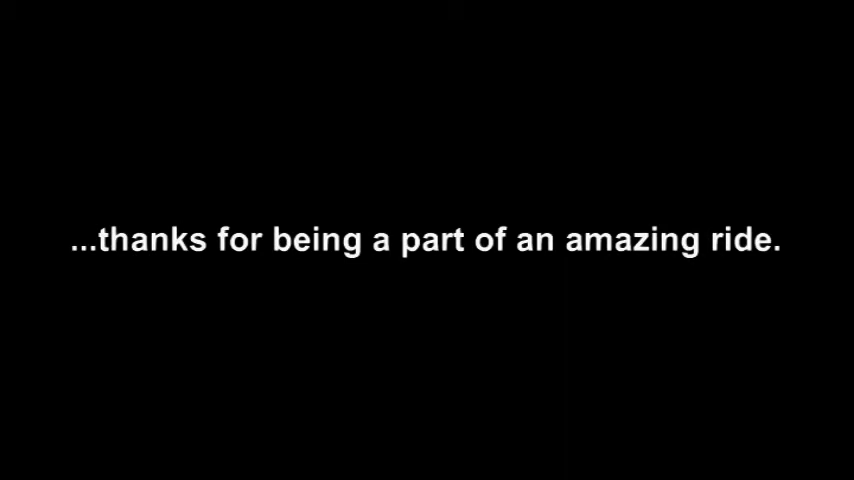 ...thanks for being a part of an amazing ride.